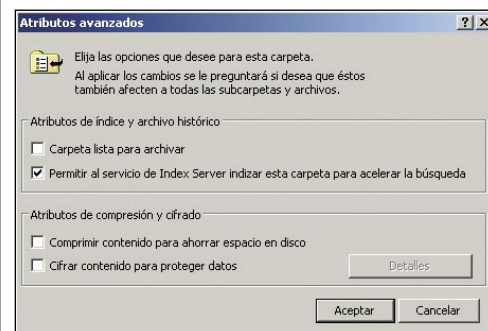 Atributos avanzados
Elija las opciones que desee para esta carpeta.
Al aplicar los cambios se le preguntará si desea que éstos
también afecten a todas las subcarpetas y archivos.
Atributos de índice y archivo histórico
Carpeta lista para archivar
Permitir al servicio de Index Server indizar esta carpeta para acelerar la búsqueda
Atributos de compresión y cifrado
Comprimir contenido para ahorrar espacio en disco
Cifrar contenido para proteger datos
Detalles
Aceptar Cancelar